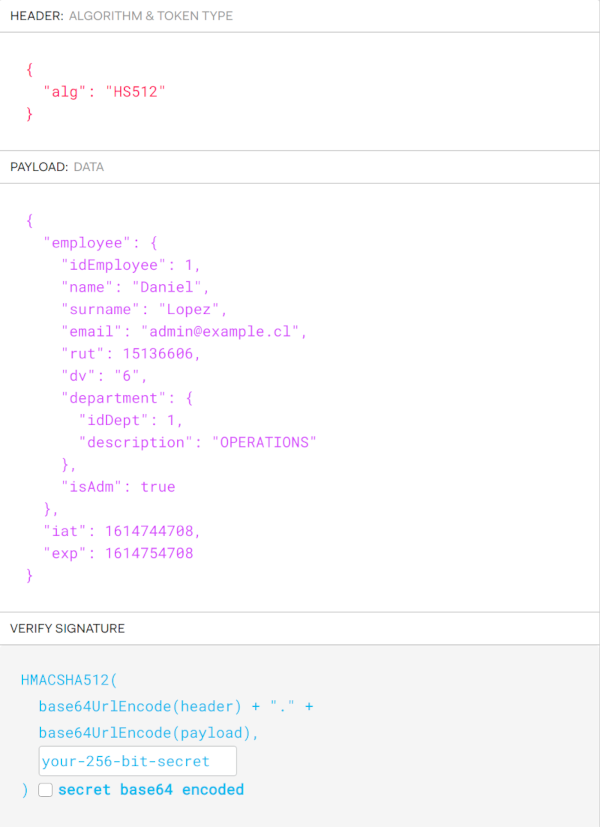 HEADER: ALGORITHM & TOKEN TYPE
{
"alg": "HS512"
}
PAYLOAD: DATA
{
"employee": {
"idEmployee": 1,
"name": "Daniel",
"surname": "Lopez",
"email": "admin@example.cl",
"rut": 15136606,
"dv": "6",
"department": {
"idDept": 1,
"description": "OPERATIONS"
},
"isAdm": true
},
"iat": 1614744708,
"exp": 1614754708
}
VERIFY SIGNATURE
HMACSHA512(
base64UrlEncode(header) + "." +
base64UrlEncode(payload),
your-256-bit-secret
) secret base64 encoded